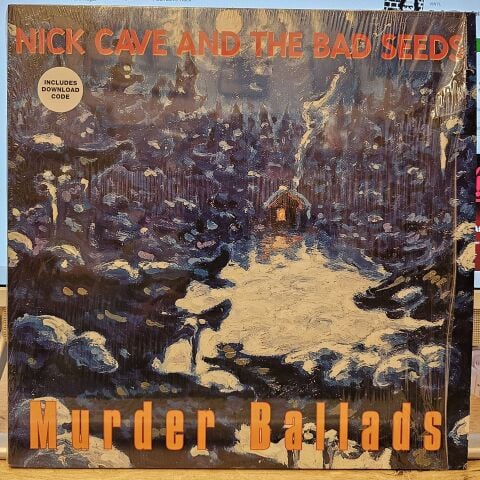 NICK CAVE AND THE BAD SEEDS
INCLUDES
DOWNLOAD
CODE
Murder Ballads